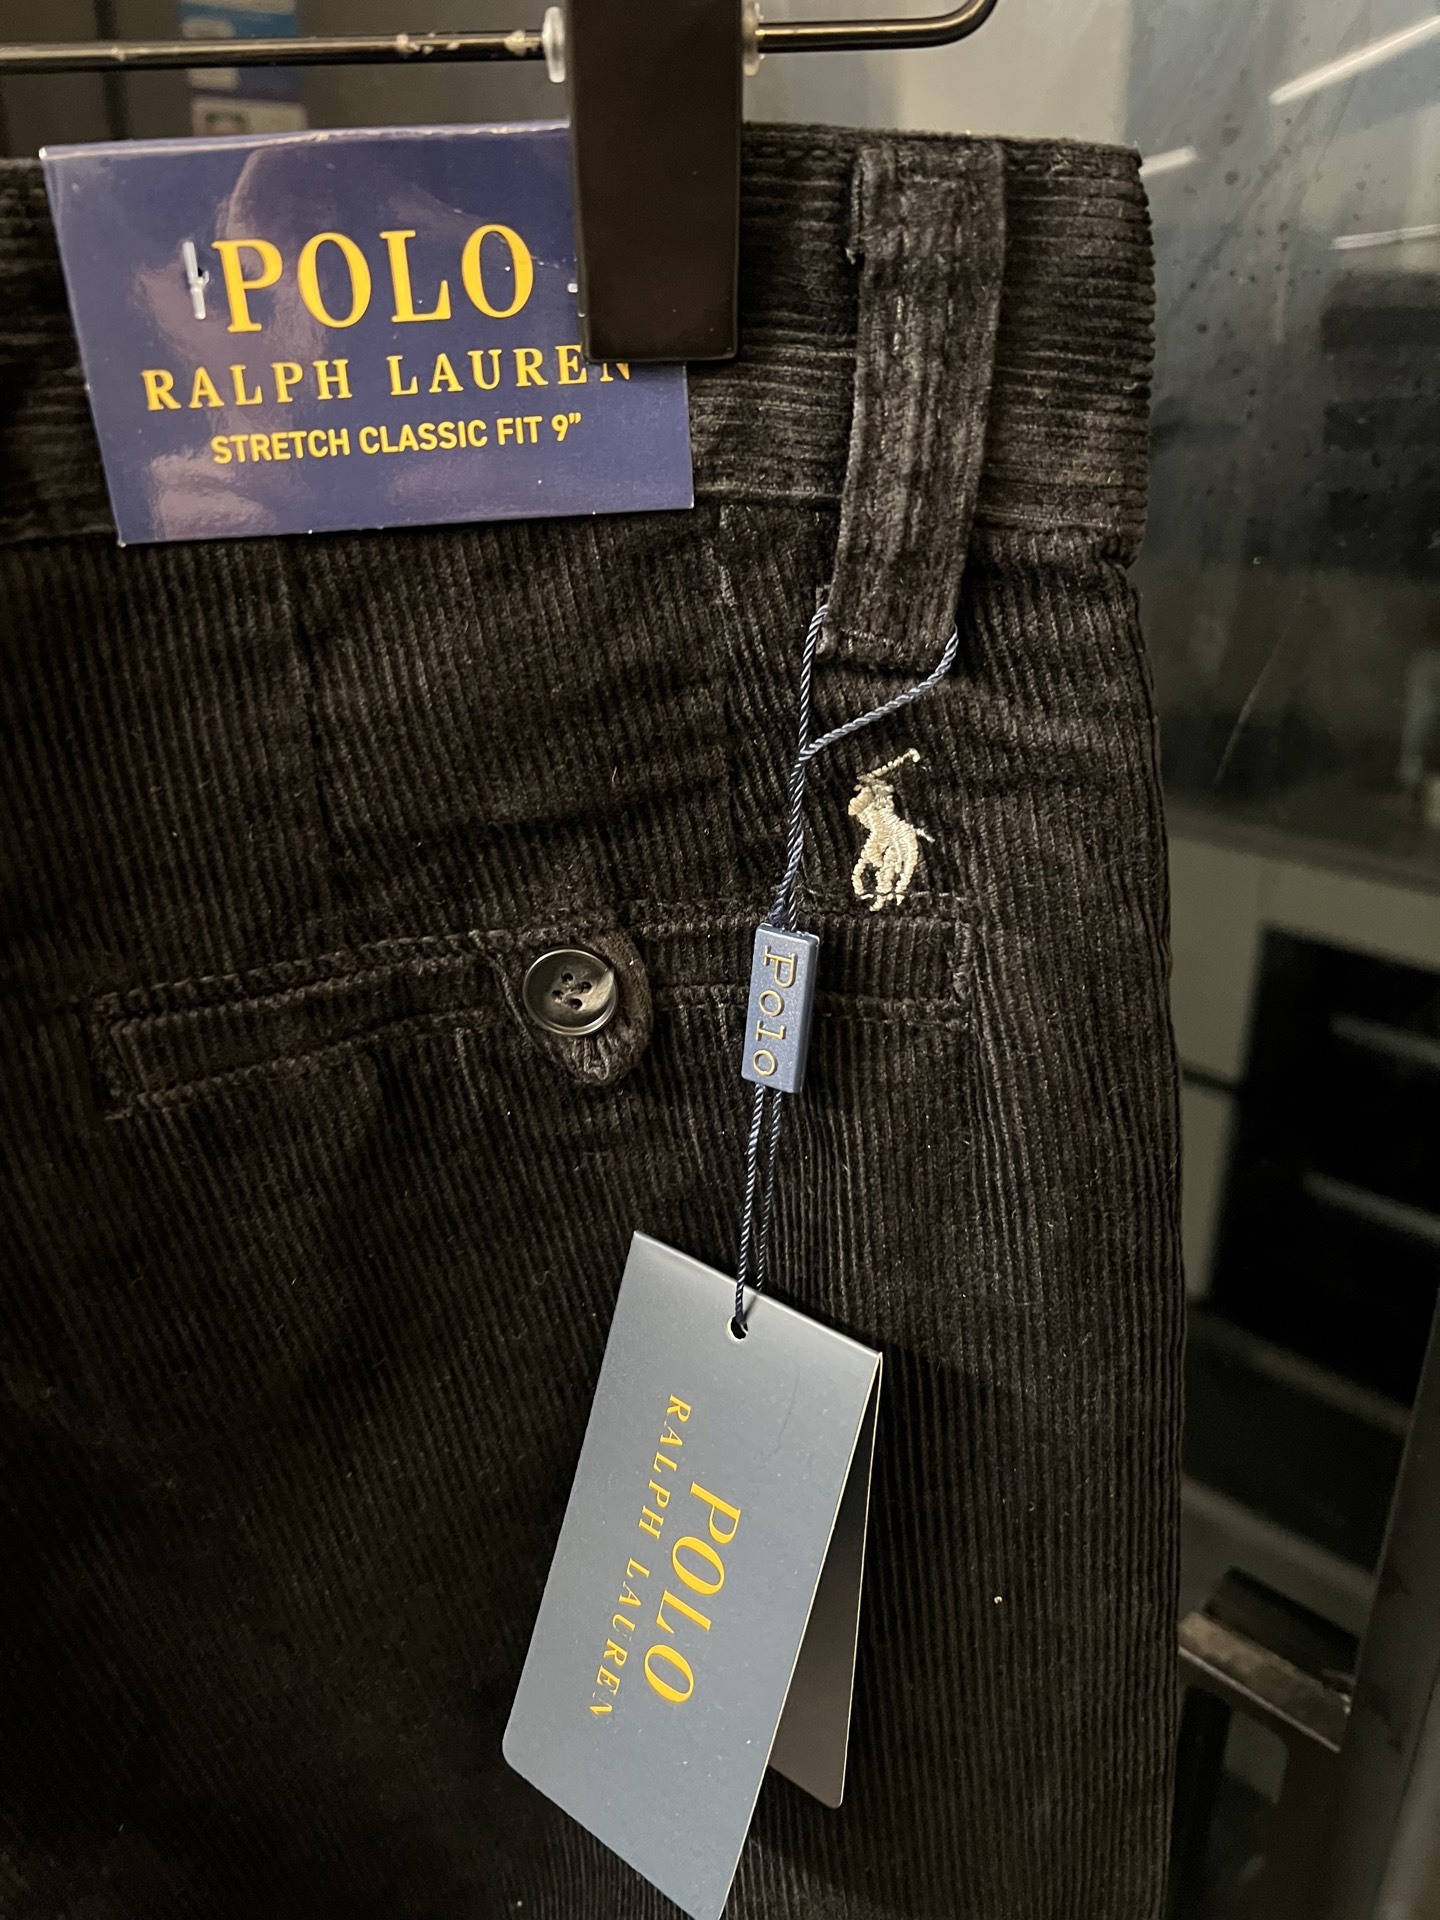 POLO
RALPH LAUREN
STRETCH CLASSIC FIT 9”
Polo
POLO
RALPH LAUREN